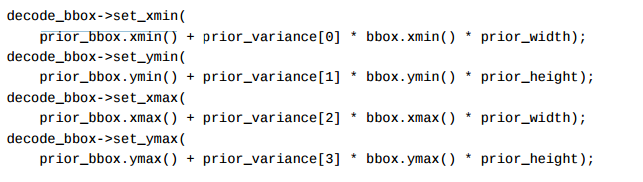 decode_bbox->set_xmin(
    prior_bbox.xmin() + prior_variance[0] * bbox.xmin() * prior_width);
decode_bbox->set_ymin(
    prior_bbox.ymin() + prior_variance[1] * bbox.ymin() * prior_height);
decode_bbox->set_xmax(
    prior_bbox.xmax() + prior_variance[2] * bbox.xmax() * prior_width);
decode_bbox->set_ymax(
    prior_bbox.ymax() + prior_variance[3] * bbox.ymax() * prior_height);